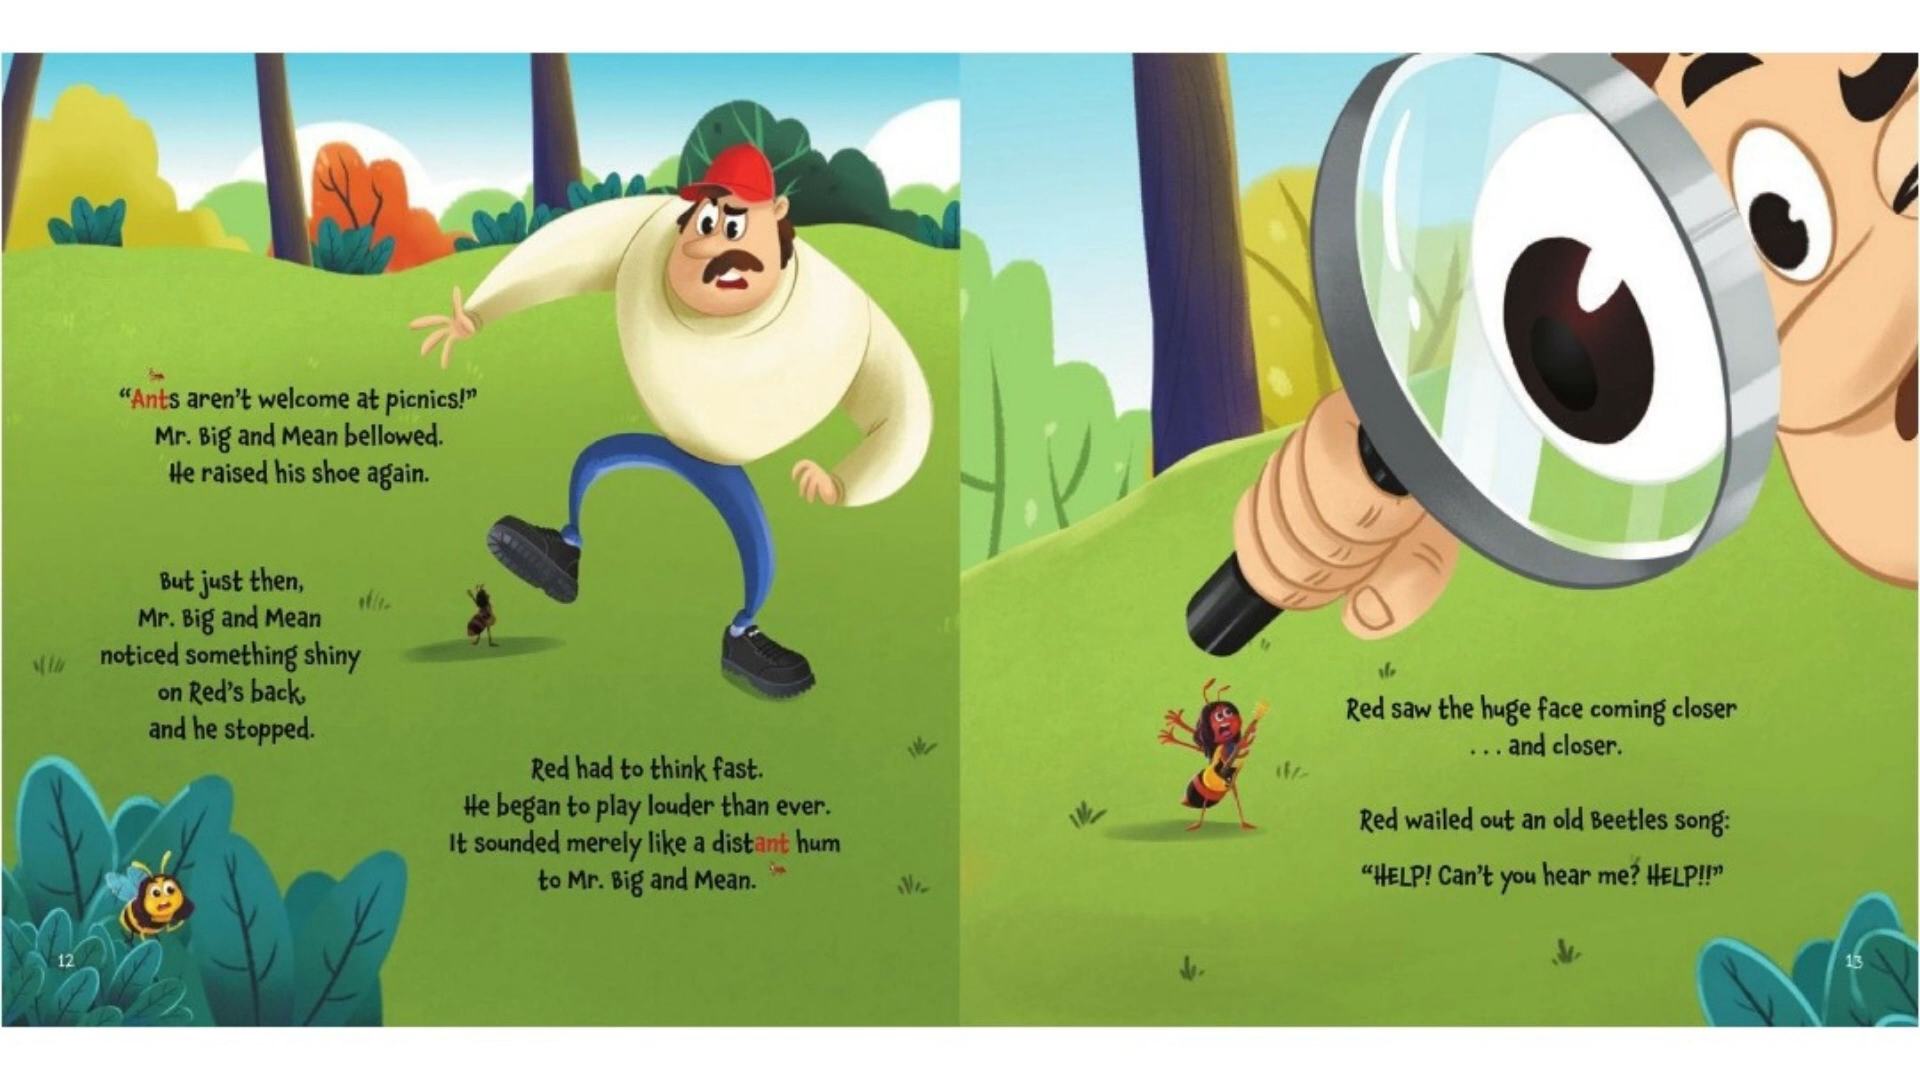 “Ants aren’t welcome at picnics!”
Mr. Big and Mean bellowed.
He raised his shoe again.
But just then,
Mr. Big and Mean
noticed something shiny
on Red’s back,
and he stopped.
Red had to think fast.
He began to play louder than ever.
It sounded merely like a distant hum
to Mr. Big and Mean.
12
Red saw the huge face coming closer
. . . and closer.
Red wailed out an old Beetles song:
“HELP! Can’t you hear me? HELP!!”
13